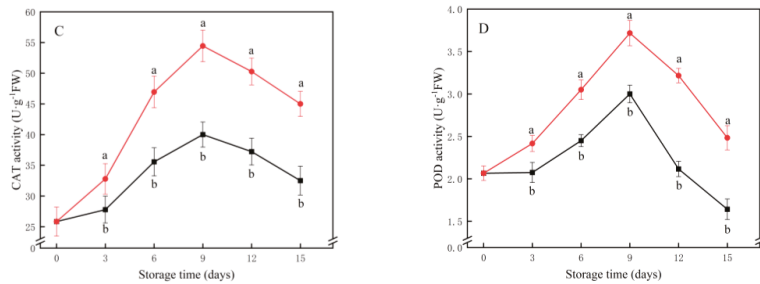 C
CAT activity (U·g⁻¹FW)
60
55
50
45
40
35
30
25
0
a
a
a
a
a
b
b
b
b
b
0 3 6 9 12 15
Storage time (days)
D
POD activity (U·g⁻¹FW)
4.0
3.5
3.0
2.5
2.0
1.5
0.0
a
a
a
a
a
b
b
b
b
b
0 3 6 9 12 15
Storage time (days)